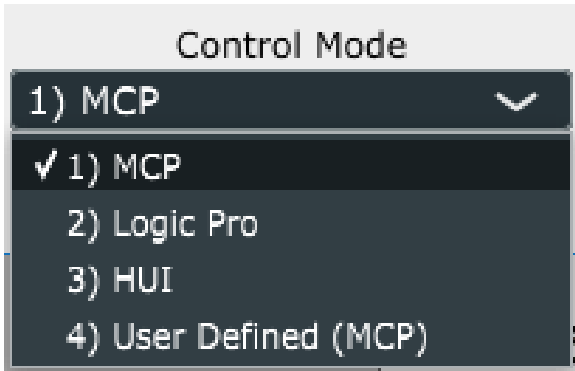 Control Mode
1) MCP
✓ 1) MCP
2) Logic Pro
3) HUI
4) User Defined (MCP)